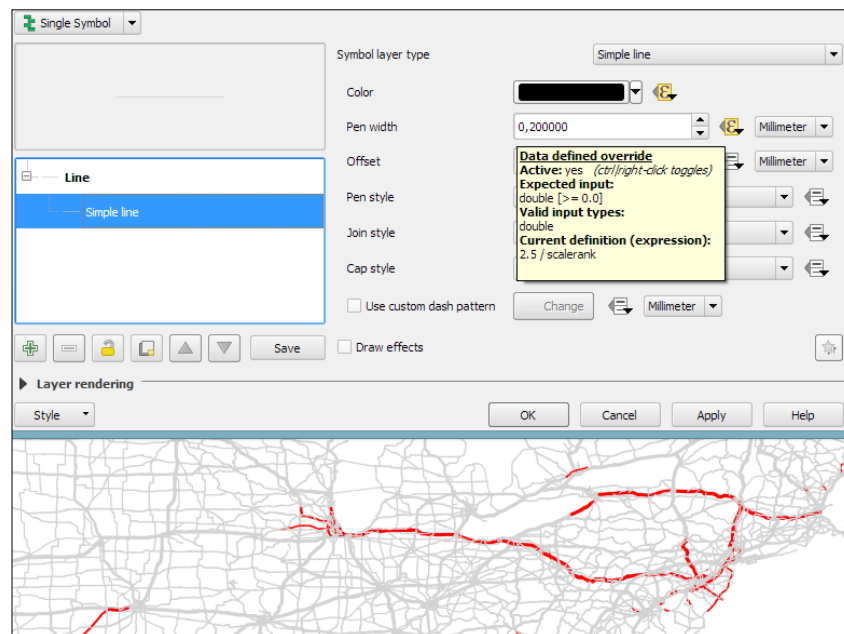 Single Symbol
Symbol layer type
Simple line
Color
Pen width
0,200000
Millimeter
Offset
Millimeter
Data defined override
Active: yes (ctrl|right-click toggles)
Expected input:
double [>= 0.0]
Valid input types:
double
Current definition (expression):
2.5 / scalerank
Line
Simple line
Pen style
Join style
Cap style
Use custom dash pattern
Change
Millimeter
Save
Draw effects
Layer rendering
Style
OK
Cancel
Apply
Help